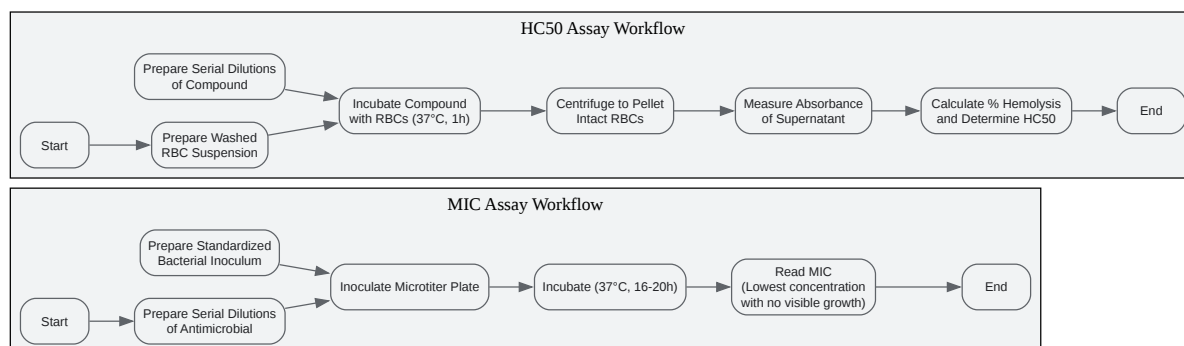 HC50 Assay Workflow
Prepare Serial Dilutions
of Compound
Start
Prepare Washed
RBC Suspension
Incubate Compound
with RBCs (37°C, 1h)
Centrifuge to Pellet
Intact RBCs
Measure Absorbance
of Supernatant
Calculate % Hemolysis
and Determine HC50
End
MIC Assay Workflow
Prepare Standardized
Bacterial Inoculum
Start
Prepare Serial Dilutions
of Antimicrobial
Inoculate Microtiter Plate
Incubate (37°C, 16-20h)
Read MIC
(Lowest concentration
with no visible growth)
End